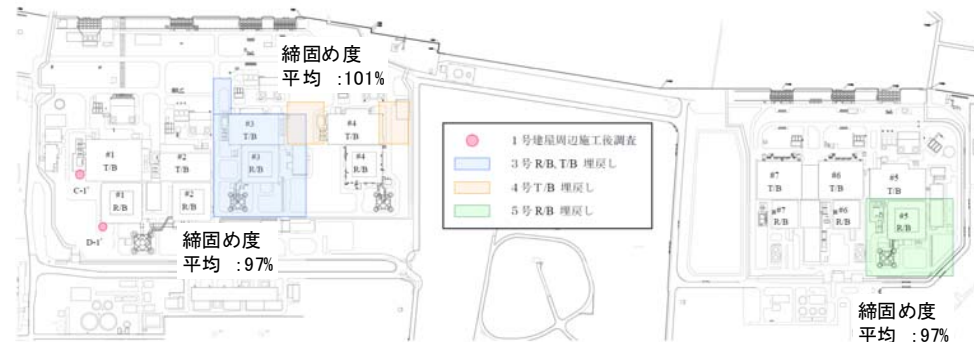 締固め度
平均 :101%
#3
T/B
#4
T/B
#1
T/B
#2
T/B
#3
R/B
#4
R/B
C-1'
#1
R/B
#2
R/B
D-1'
締固め度
平均 :97%
1号建屋周辺施工後調査
3号R/B, T/B 埋戻し
4号T/B 埋戻し
5号R/B 埋戻し
#7
T/B
#6
T/B
#5
T/B
#7
R/B
#6
R/B
#5
R/B
締固め度
平均 :97%